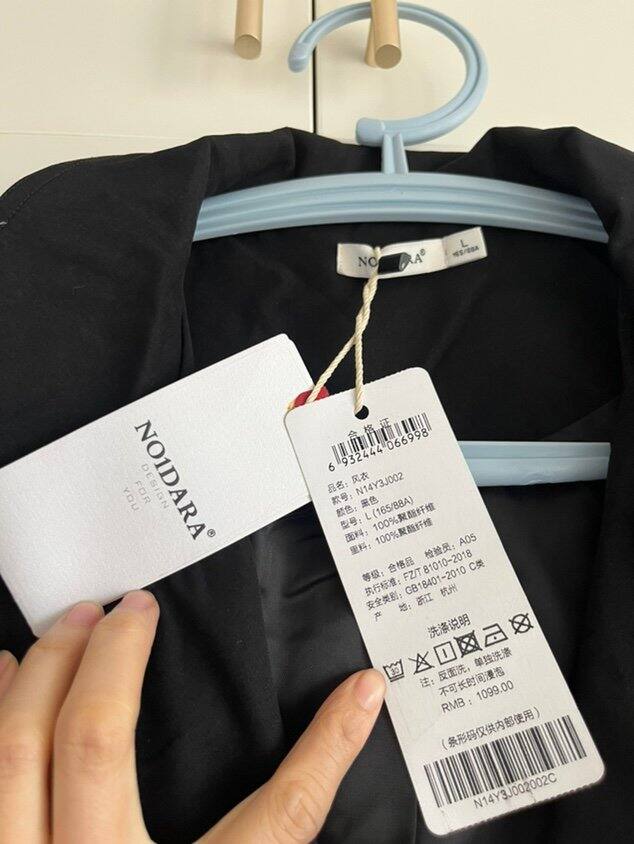 L
165/88A
NO1DARA®
DESIGN
FOR
YOU
合格证
6 932444 066998
品名: 风衣
款号: N14Y3J002
颜色: 黑色
型号: L (165/88A)
面料: 100%聚酯纤维
里料: 100%聚酯纤维
等级: 合格品 检验员: A05
执行标准: FZ/T 81010-2018
安全类别: GB18401-2010 C类
产 地: 浙江 杭州
洗涤说明
30
注: 反面洗, 单独洗涤
不可长时间漫泡
RMB: 1099.00
(条形码仅供内部使用)
N14Y3J002002C